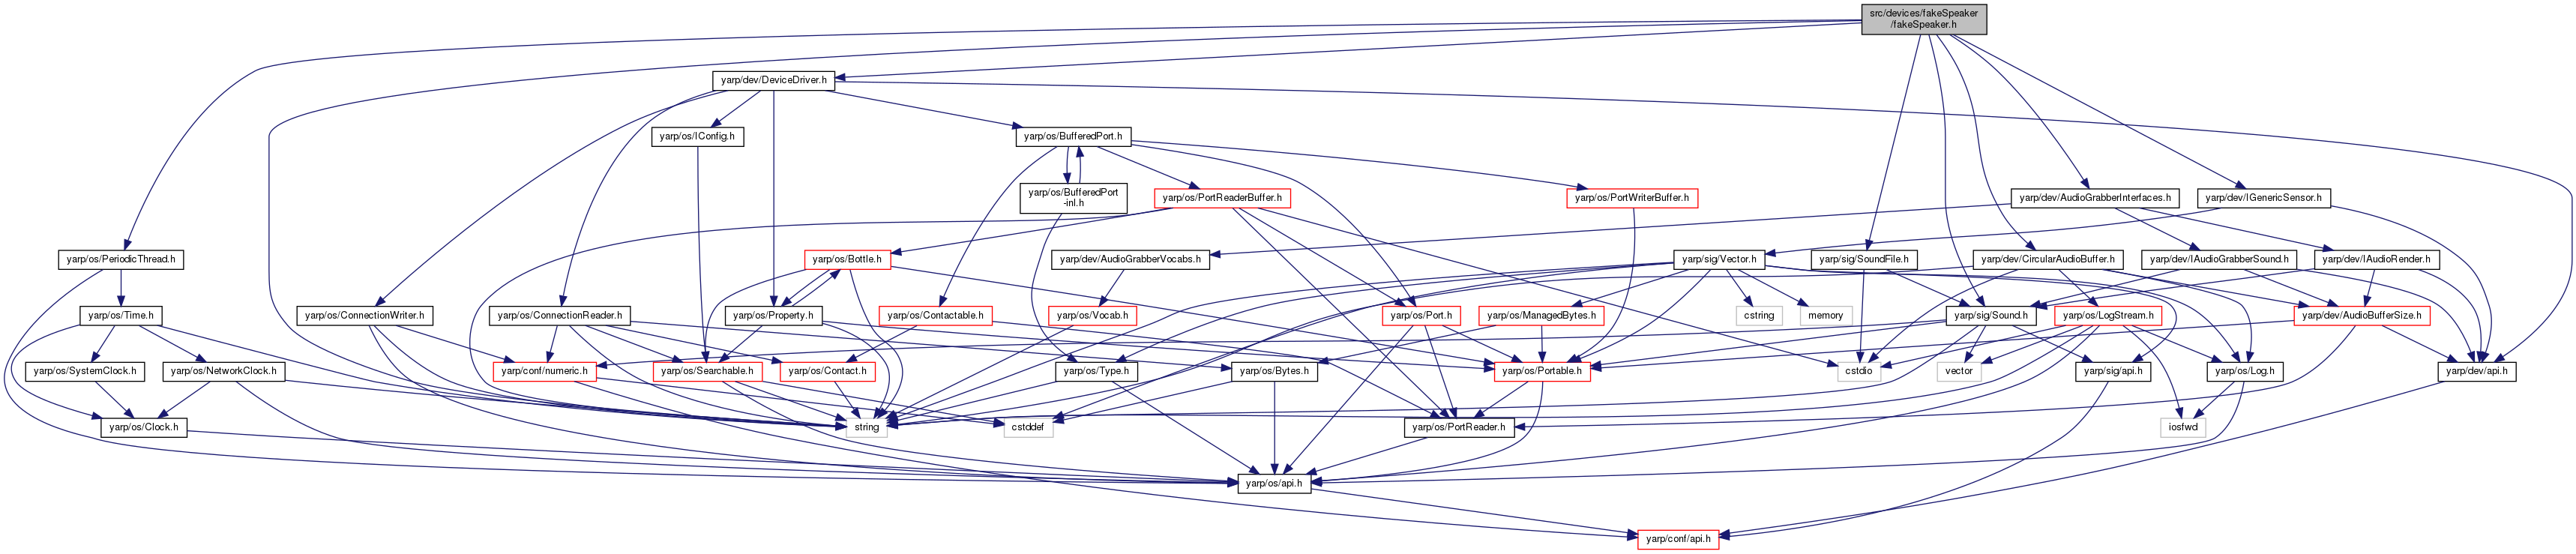 src/devices/fakeSpeaker
/fakeSpeaker.h
yarp/dev/DeviceDriver.h
yarp/os/IConfig.h
yarp/os/BufferedPort.h
yarp/os/BufferedPort
-inl.h
yarp/os/PortReaderBuffer.h
yarp/os/PortWriterBuffer.h
yarp/dev/AudioGrabberInterfaces.h
yarp/dev/IGenericSensor.h
yarp/os/PeriodicThread.h
yarp/os/Bottle.h
yarp/dev/AudioGrabberVocabs.h
yarp/sig/Vector.h
yarp/sig/SoundFile.h
yarp/dev/CircularAudioBuffer.h
yarp/dev/IAudioGrabberSound.h
yarp/dev/IAudioRender.h
yarp/os/Time.h
yarp/os/ConnectionWriter.h
yarp/os/ConnectionReader.h
yarp/os/Property.h
yarp/os/Contactable.h
yarp/os/Vocab.h
yarp/os/Port.h
yarp/os/ManagedBytes.h
cstring
memory
yarp/sig/Sound.h
yarp/os/LogStream.h
yarp/dev/AudioBufferSize.h
yarp/os/SystemClock.h
yarp/os/NetworkClock.h
yarp/conf/numeric.h
yarp/os/Searchable.h
yarp/os/Contact.h
yarp/os/Type.h
yarp/os/Bytes.h
yarp/os/Portable.h
cstdio
vector
yarp/sig/api.h
yarp/os/Log.h
yarp/dev/api.h
yarp/os/Clock.h
string
cstddef
yarp/os/PortReader.h
iosfwd
yarp/os/api.h
yarp/conf/api.h